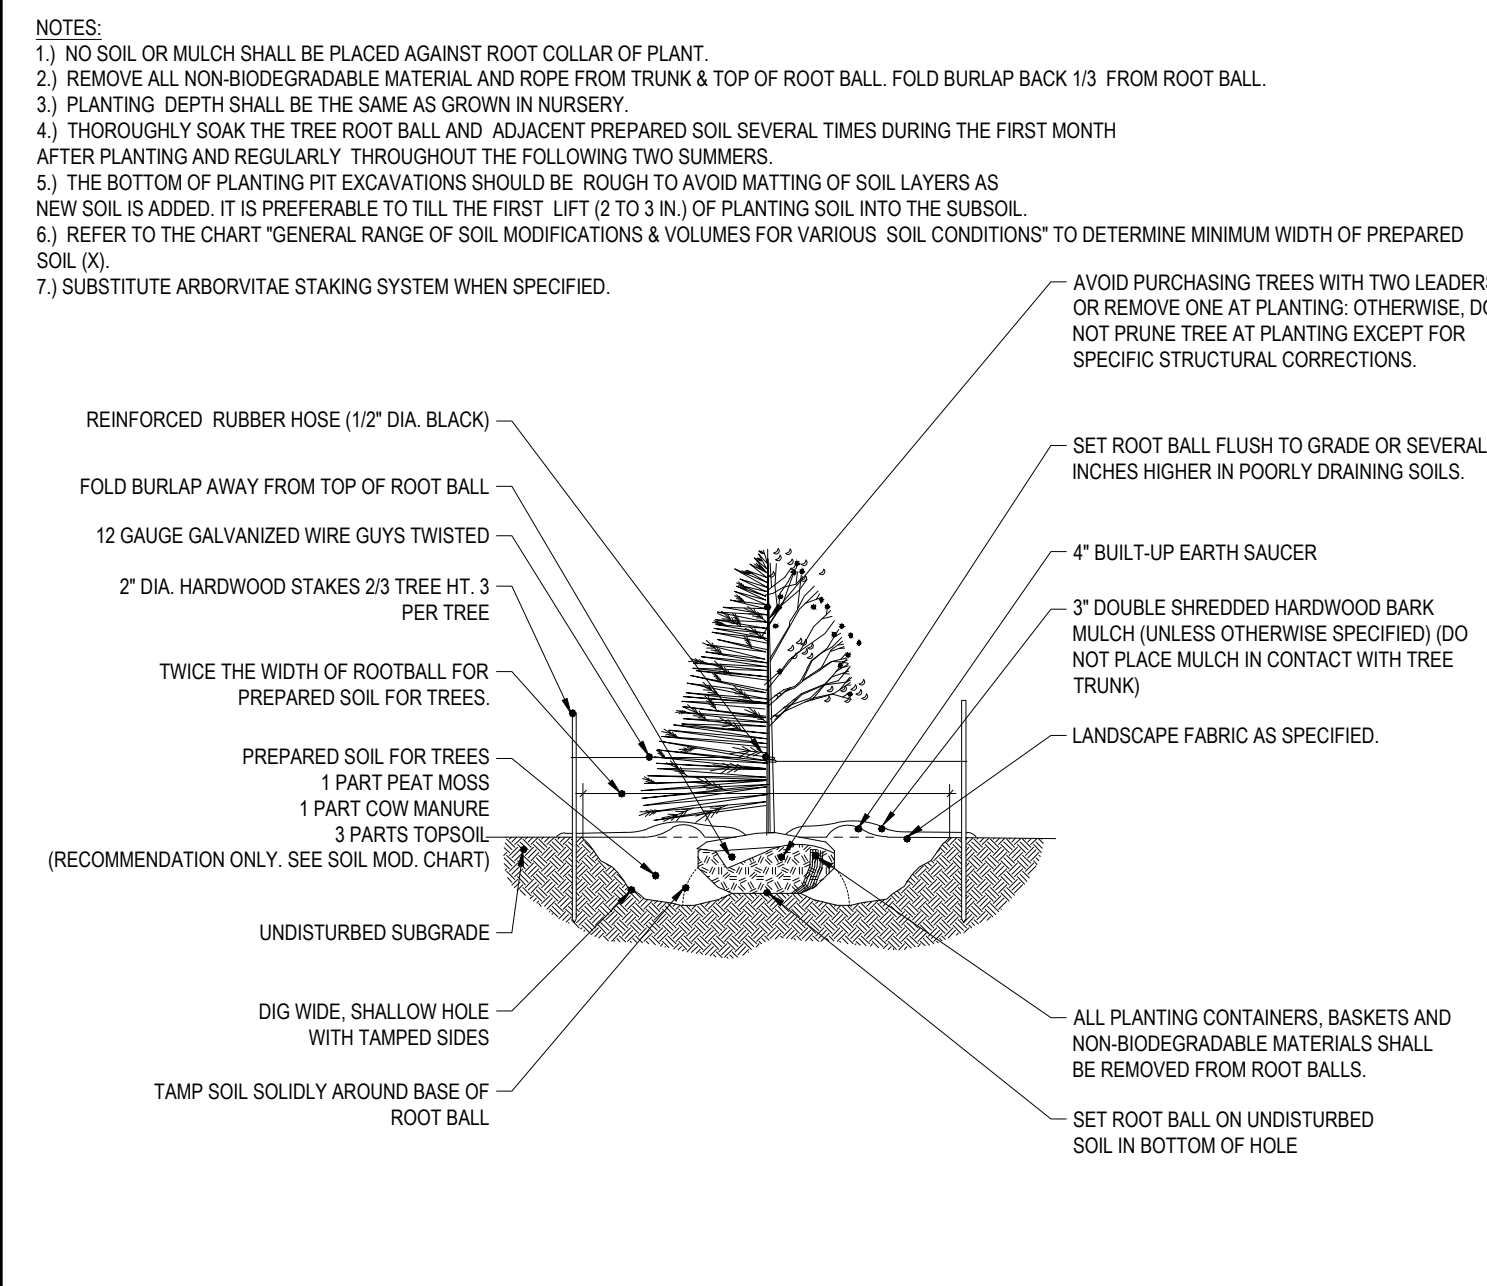 NOTES:
1.) NO SOIL OR MULCH SHALL BE PLACED AGAINST ROOT COLLAR OF PLANT.
2.) REMOVE ALL NON-BIODEGRADABLE MATERIAL AND ROPE FROM TRUNK & TOP OF ROOT BALL. FOLD BURLAP BACK 1/3 FROM ROOT BALL.
3.) PLANTING DEPTH SHALL BE THE SAME AS GROWN IN NURSERY.
4.) THOROUGHLY SOAK THE TREE ROOT BALL AND ADJACENT PREPARED SOIL SEVERAL TIMES DURING THE FIRST MONTH
AFTER PLANTING AND REGULARLY THROUGHOUT THE FOLLOWING TWO SUMMERS.
5.) THE BOTTOM OF PLANTING PIT EXCAVATIONS SHOULD BE ROUGH TO AVOID MATTING OF SOIL LAYERS AS
NEW SOIL IS ADDED. IT IS PREFERABLE TO TILL THE FIRST LIFT (2 TO 3 IN.) OF PLANTING SOIL INTO THE SUBSOIL.
6.) REFER TO THE CHART "GENERAL RANGE OF SOIL MODIFICATIONS & VOLUMES FOR VARIOUS SOIL CONDITIONS" TO DETERMINE MINIMUM WIDTH OF PREPARED
SOIL (X).
7.) SUBSTITUTE ARBORVITAE STAKING SYSTEM WHEN SPECIFIED.
REINFORCED RUBBER HOSE (1/2" DIA. BLACK)
FOLD BURLAP AWAY FROM TOP OF ROOT BALL
12 GAUGE GALVANIZED WIRE GUYS TWISTED
2" DIA. HARDWOOD STAKES 2/3 TREE HT. 3
PER TREE
TWICE THE WIDTH OF ROOTBALL FOR
PREPARED SOIL FOR TREES.
PREPARED SOIL FOR TREES
1 PART PEAT MOSS
1 PART COW MANURE
3 PARTS TOPSOIL
(RECOMMENDATION ONLY. SEE SOIL MOD. CHART)
UNDISTURBED SUBGRADE
DIG WIDE, SHALLOW HOLE
WITH TAMPED SIDES
TAMP SOIL SOLIDLY AROUND BASE OF
ROOT BALL
AVOID PURCHASING TREES WITH TWO LEADERS
OR REMOVE ONE AT PLANTING: OTHERWISE, DO
NOT PRUNE TREE AT PLANTING EXCEPT FOR
SPECIFIC STRUCTURAL CORRECTIONS.
SET ROOT BALL FLUSH TO GRADE OR SEVERAL
INCHES HIGHER IN POORLY DRAINING SOILS.
4" BUILT-UP EARTH SAUCER
3" DOUBLE SHREDDED HARDWOOD BARK
MULCH (UNLESS OTHERWISE SPECIFIED) (DO
NOT PLACE MULCH IN CONTACT WITH TREE
TRUNK)
LANDSCAPE FABRIC AS SPECIFIED.
ALL PLANTING CONTAINERS, BASKETS AND
NON-BIODEGRADABLE MATERIALS SHALL
BE REMOVED FROM ROOT BALLS.
SET ROOT BALL ON UNDISTURBED
SOIL IN BOTTOM OF HOLE